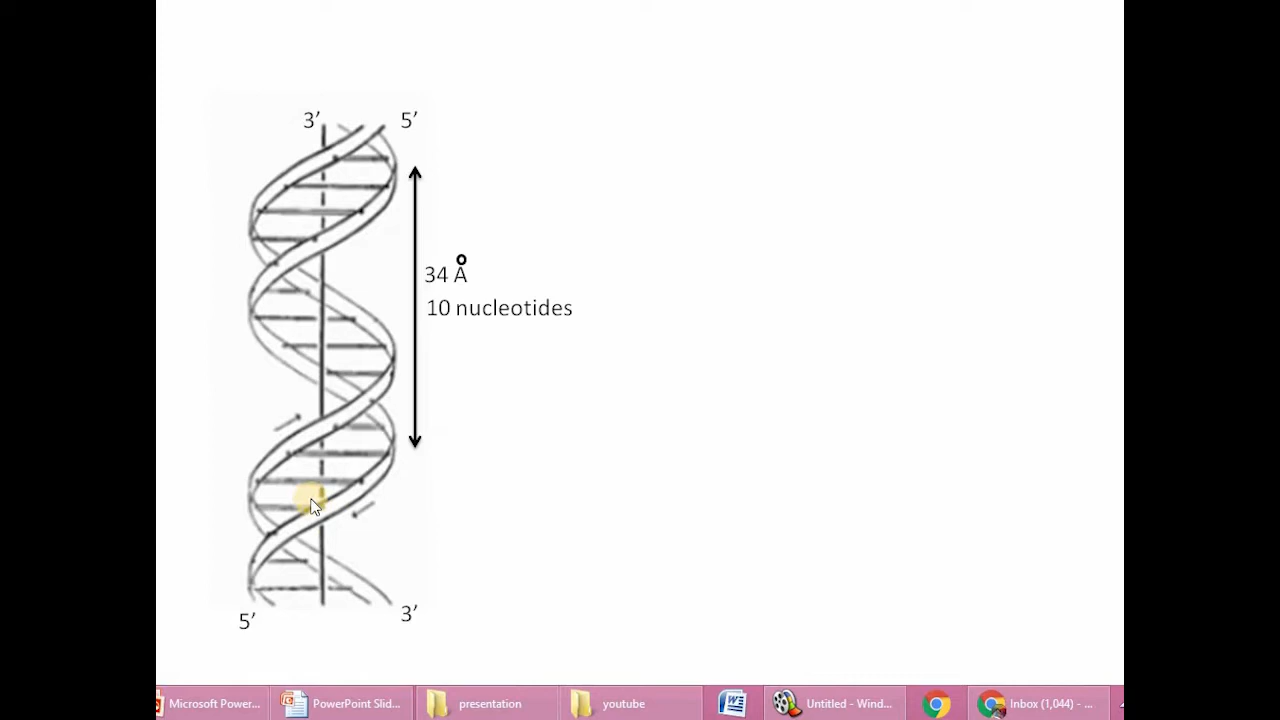 3’ 5’
34 Å
10 nucleotides
5’ 3’
Microsoft Power... PowerPoint Slid... presentation youtube Untitled - Wind... Inbox (1,044) - ...